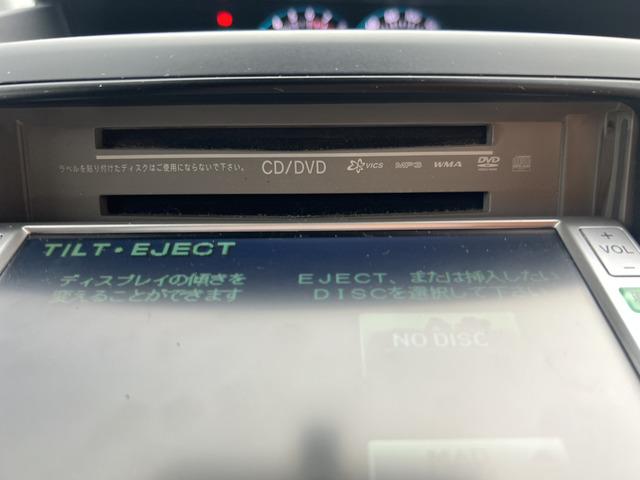 ラベルを貼り付けたディスクはご使用にならないで下さい。 CD/DVD VICS MP3 WMA DVD
TILT・EJECT
ディスプレイの傾きを
変えることができます
EJECT、または挿入したい
DISCを選択して下さい
NO DISC
MAP
+
VOL
−